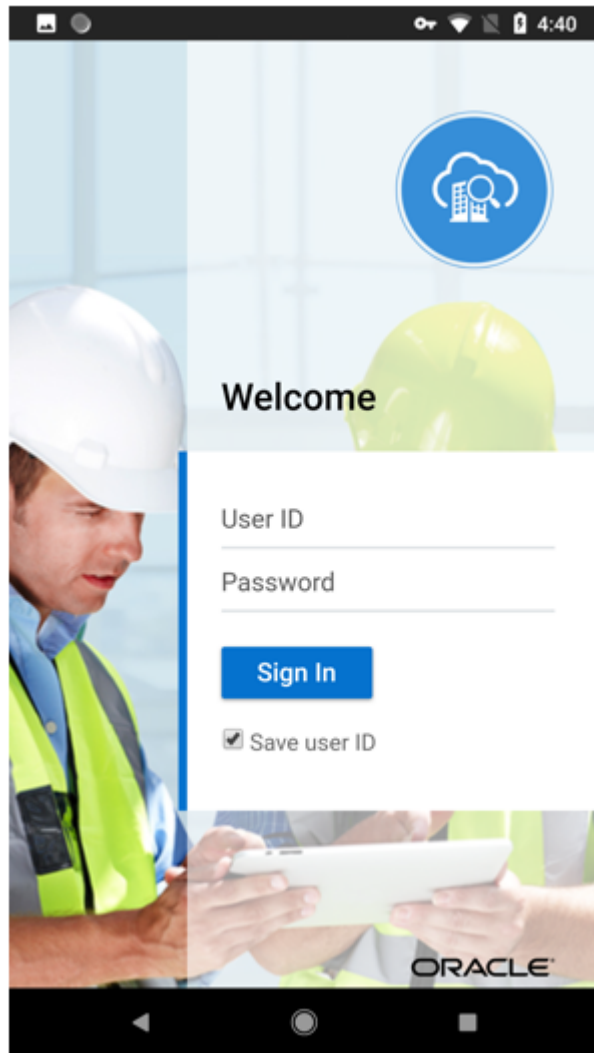 4:40
Welcome
User ID
Password
Sign In
Save user ID
ORACLE